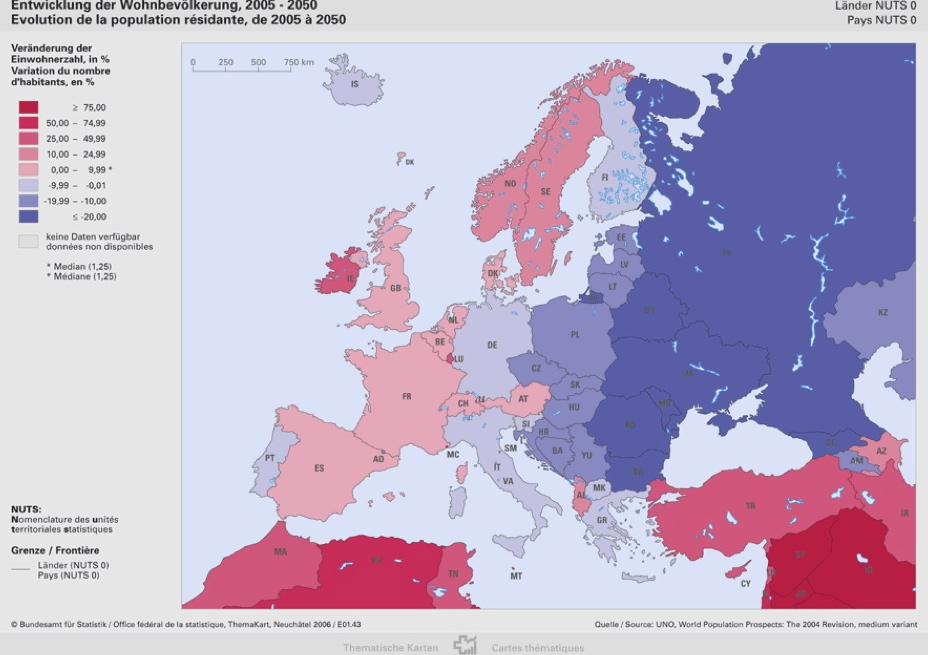 Entwicklung der Wohnbevölkerung, 2005 - 2050
Evolution de la population résidante, de 2005 à 2050
Länder NUTS 0
Pays NUTS 0
Veränderung der
Einwohnerzahl, in %
Variation du nombre
d'habitants, en %
≥ 75,00
50,00 – 74,99
25,00 – 49,99
10,00 – 24,99
0,00 – 9,99 *
-9,99 – -0,01
-19,99 – -10,00
≤ -20,00
keine Daten verfügbar
données non disponibles
* Median (1,25)
* Médiane (1,25)
0 250 500 750 km
IS
DK
NO
SE
FI
EE
LV
LT
IE
GB
DK
NL
BE
LU
DE
PL
BY
KZ
CZ
SK
FR
CH
LI
AT
HU
SI
HR
RO
BA
YU
PT
ES
AD
MC
SM
IT
VA
MK
AL
GR
AM
AZ
TR
IR
MA
TN
MT
CY
NUTS:
Nomenclature des unités
territoriales statistiques
Grenze / Frontière
Länder (NUTS 0)
Pays (NUTS 0)
© Bundesamt für Statistik / Office fédéral de la statistique, ThemaKart, Neuchâtel 2006 / E01.43
Quelle / Source: UNO, World Population Prospects: The 2004 Revision, medium variant
Thematische Karten
Cartes thématiques